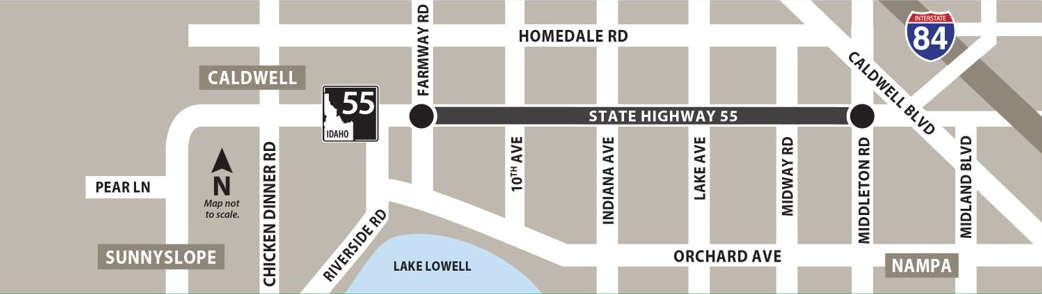 FARMWAY RD
HOMEDALE RD
INTERSTATE
84
CALDWELL
CALDWELL BLVD
55
IDAHO
STATE HIGHWAY 55
N
Map not
to scale.
PEAR LN
CHICKEN DINNER RD
RIVERSIDE RD
10TH AVE
INDIANA AVE
LAKE AVE
MIDWAY RD
MIDDLETON RD
MIDLAND BLVD
SUNNYSLOPE
LAKE LOWELL
ORCHARD AVE
NAMPA